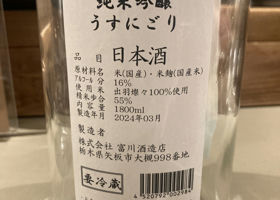 純米吟醸
うすにごり
日本酒
原材料名 米(国産)・米麹(国産米)
アルコール分 16%
使用米 出羽燦々100%使用
精米歩合 55%
内容量 1800ml
製造年月 2024年03月
製造者
株式会社 富川酒造店
栃木県矢板市大槻998番地
要冷蔵